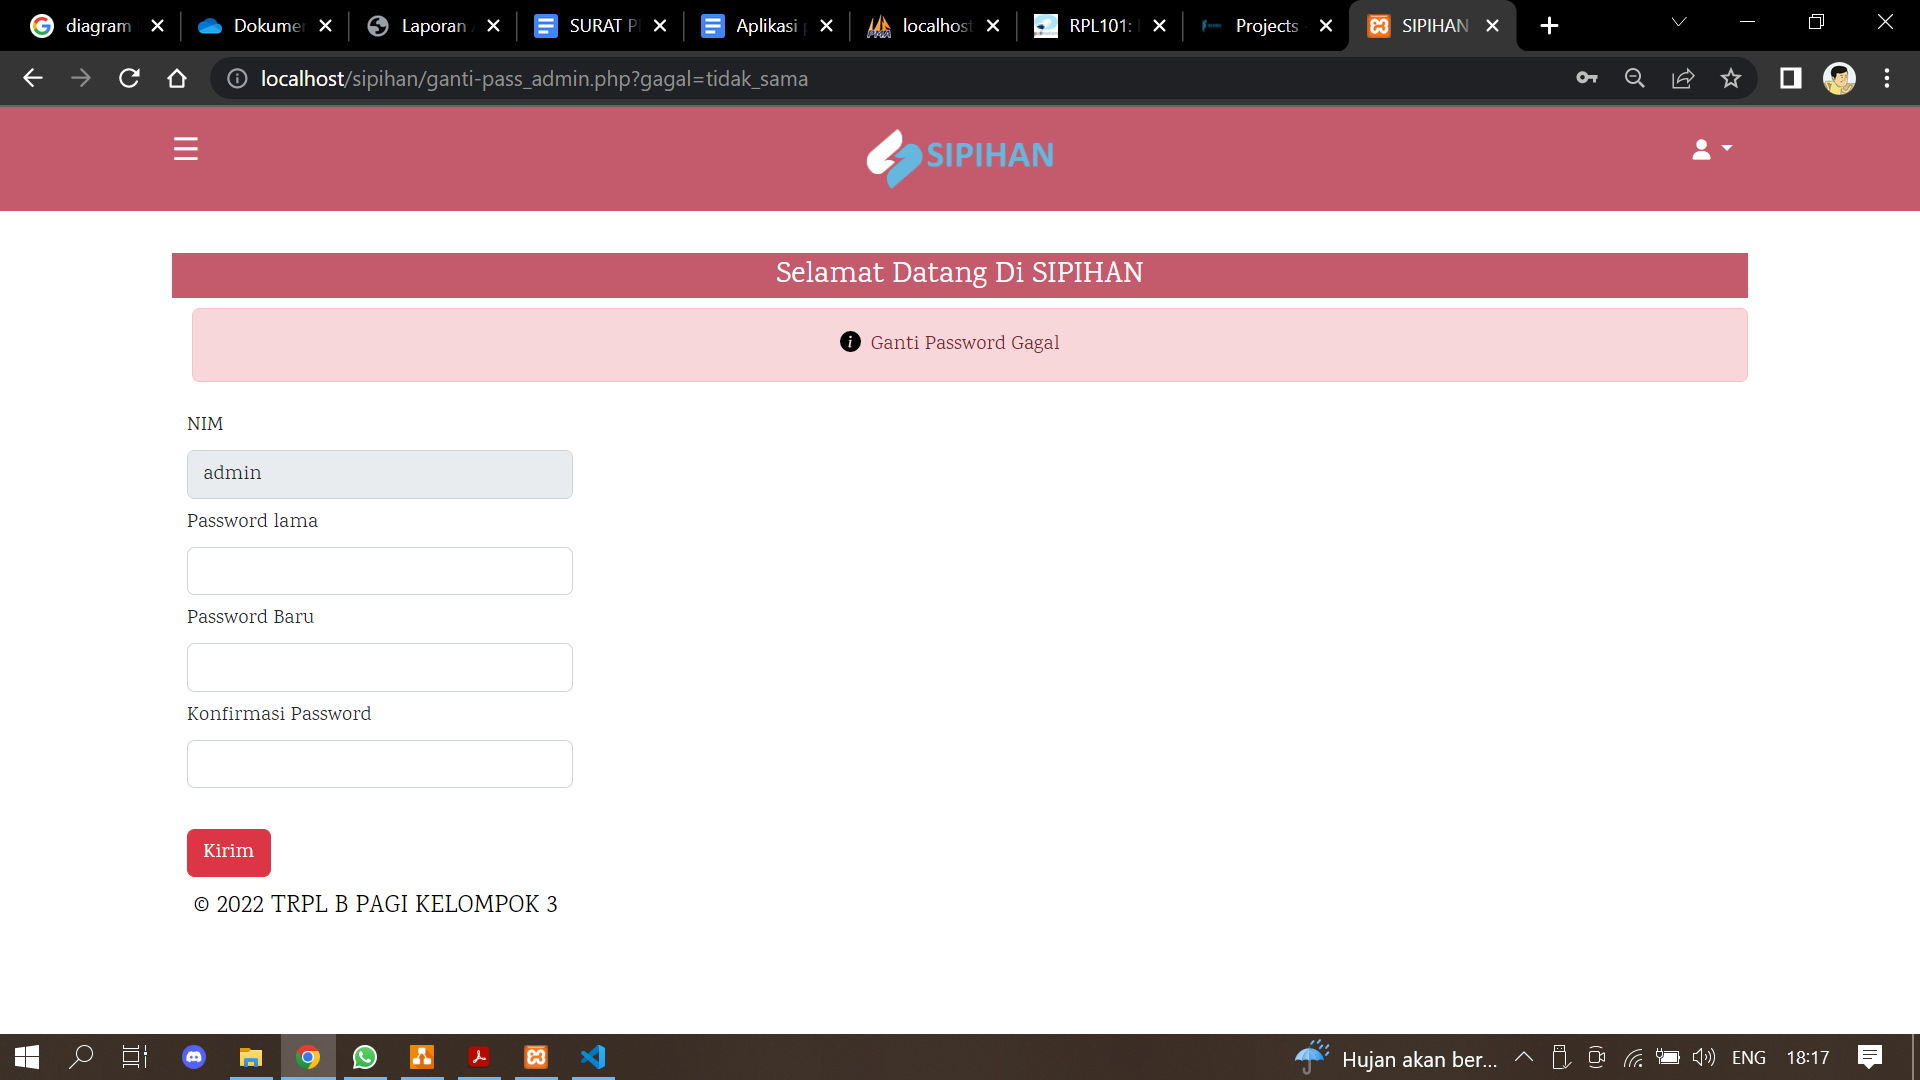 diagram
Dokumen
Laporan
SURAT P
Aplikasi p
localhost
RPL101:
Projects
SIPIHAN
localhost/sipihan/ganti-pass_admin.php?gagal=tidak_sama
SIPIHAN
Selamat Datang Di SIPIHAN
Ganti Password Gagal
NIM
admin
Password lama
Password Baru
Konfirmasi Password
Kirim
© 2022 TRPL B PAGI KELOMPOK 3
Hujan akan ber...
ENG
18:17